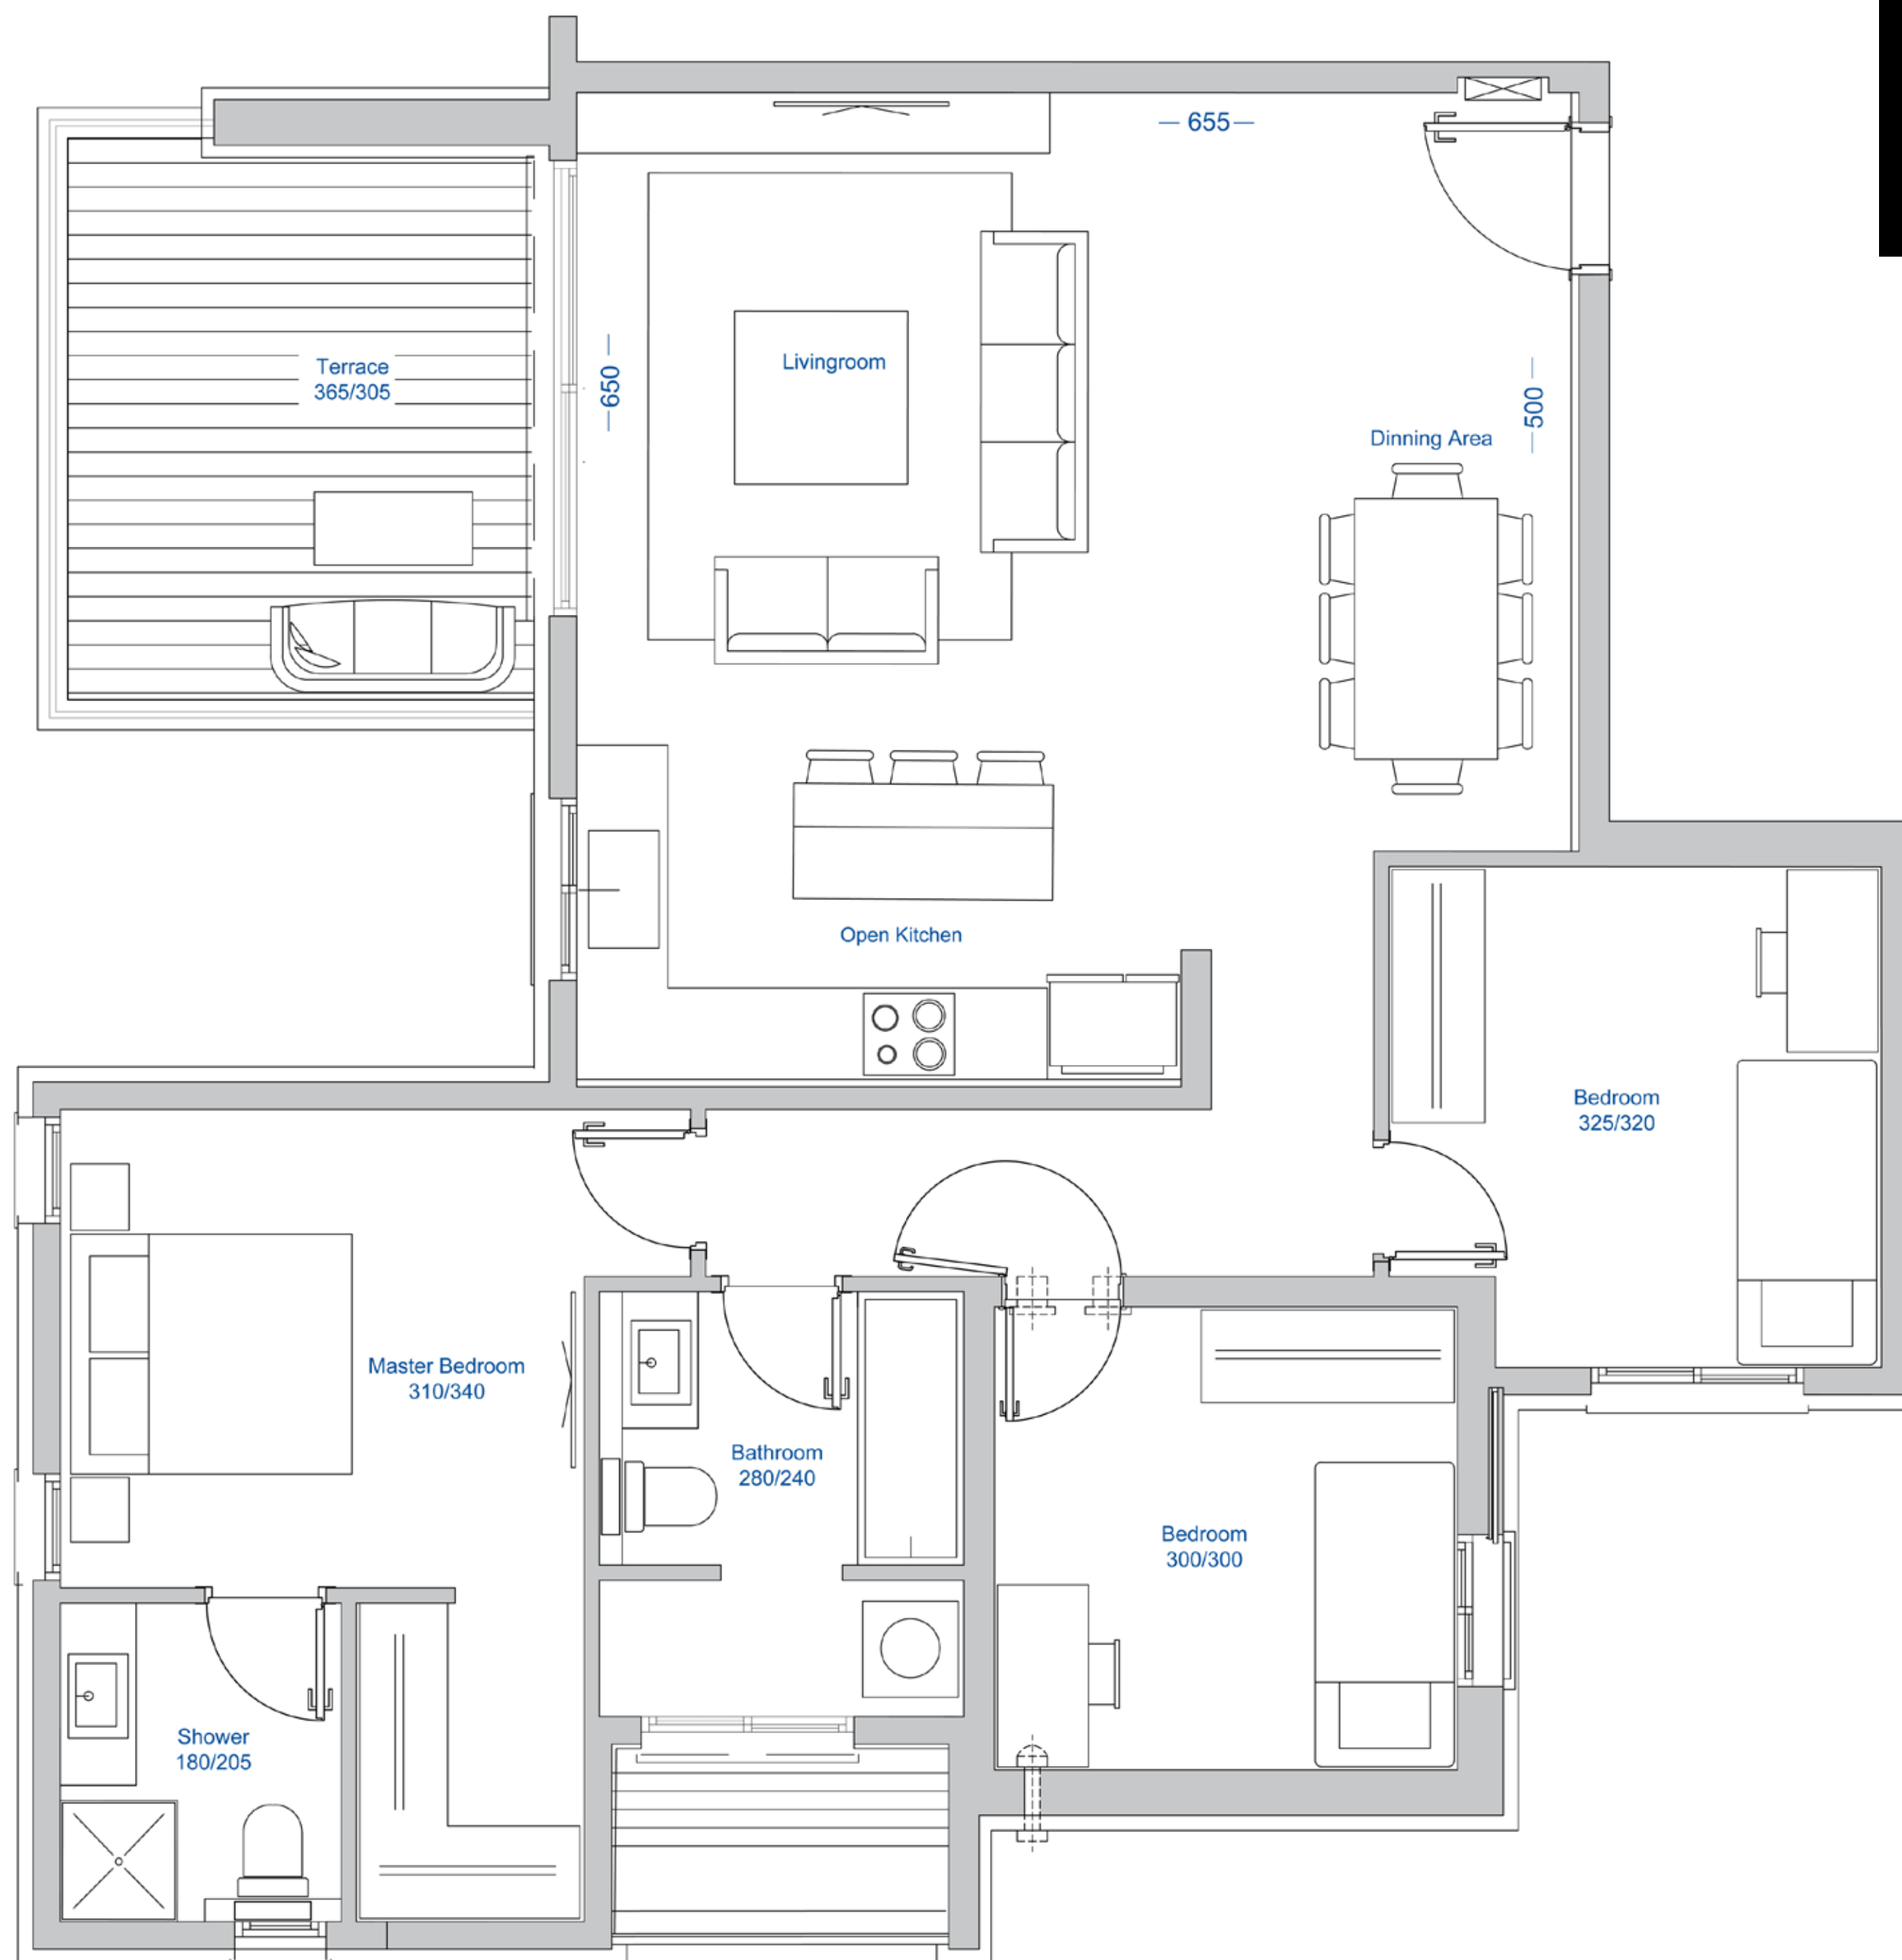 — 655 —
Terrace
365/305
— 650 —
Livingroom
— 500 —
Dinning Area
Open Kitchen
Bedroom
325/320
Master Bedroom
310/340
Bathroom
280/240
Bedroom
300/300
Shower
180/205